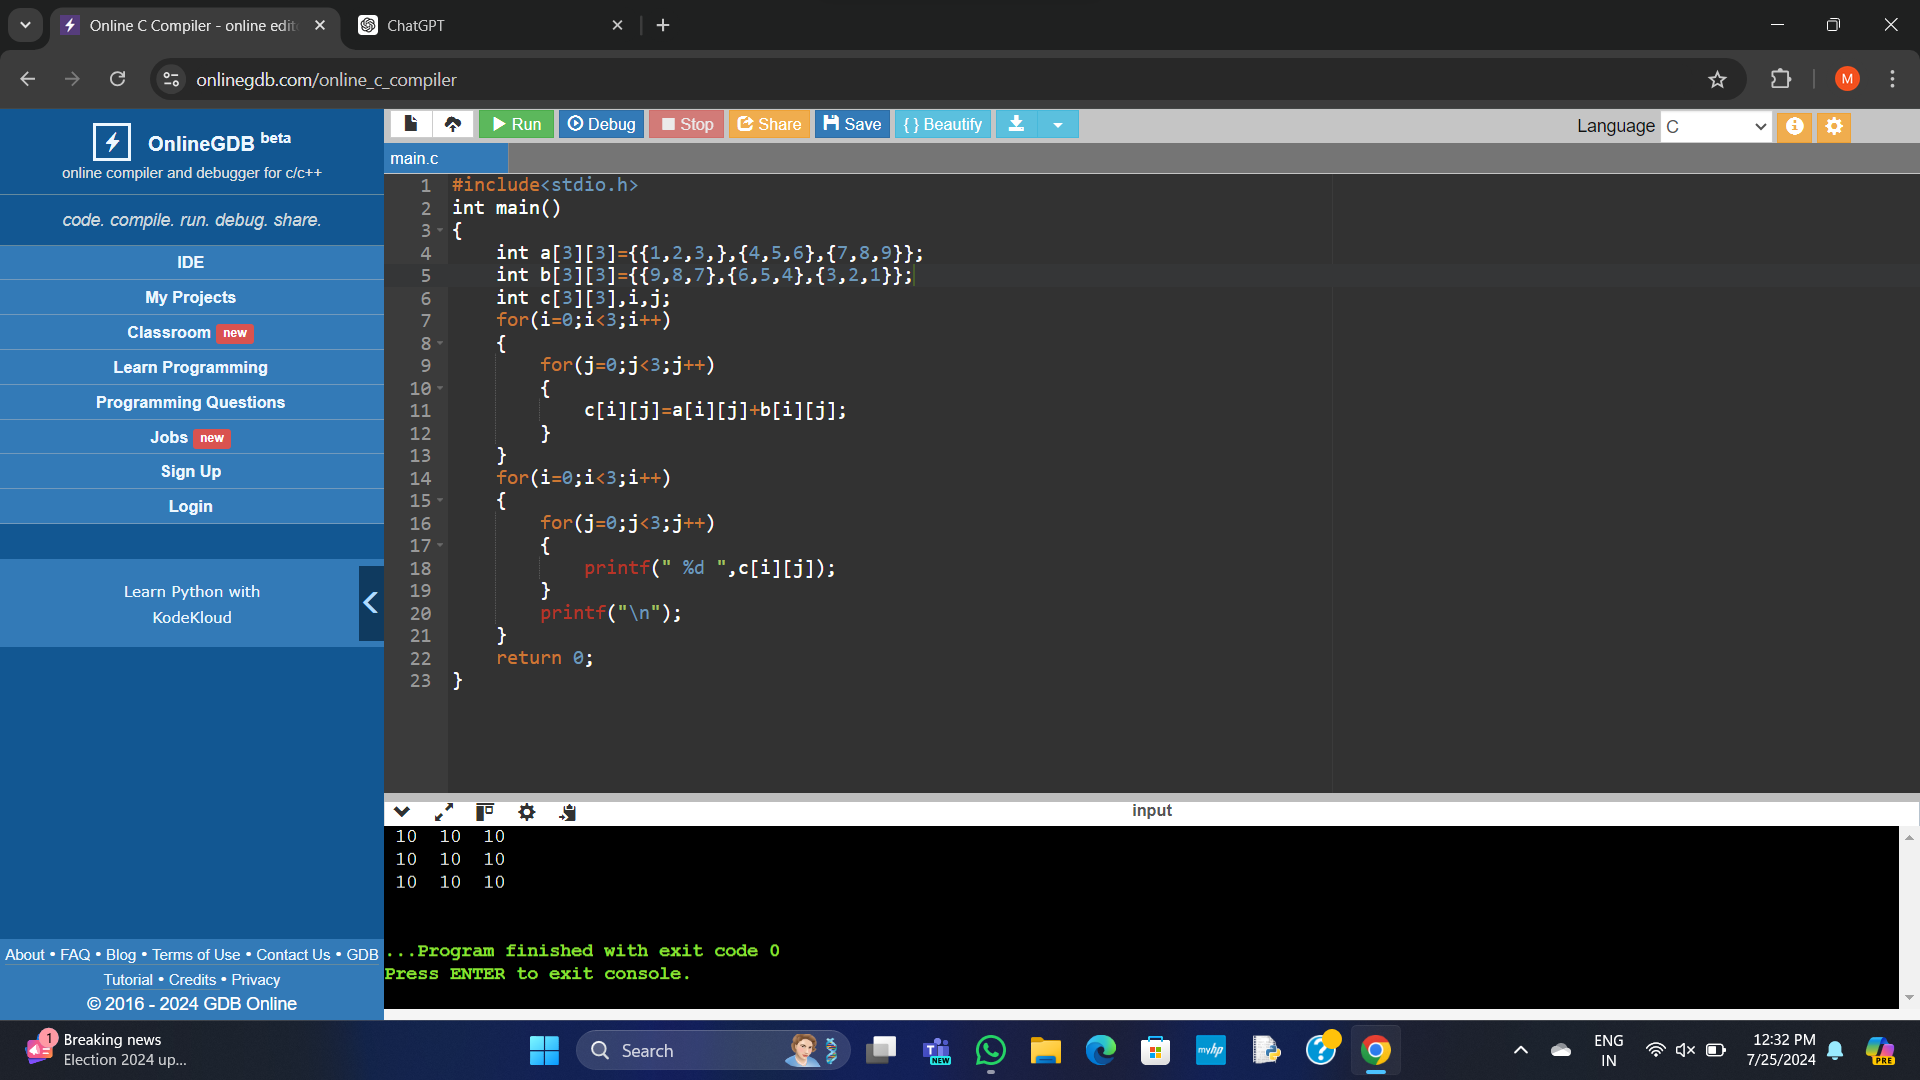 Online C Compiler - online edit
ChatGPT
onlinegdb.com/online_c_compiler
M
OnlineGDB beta
online compiler and debugger for c/c++
code. compile. run. debug. share.
IDE
My Projects
Classroom new
Learn Programming
Programming Questions
Jobs new
Sign Up
Login
Learn Python with
KodeKloud
About • FAQ • Blog • Terms of Use • Contact Us • GDB
Tutorial • Credits • Privacy
© 2016 - 2024 GDB Online
Run Debug Stop Share Save { } Beautify
Language C
main.c
1 #include<stdio.h>
2 int main()
3 {
4     int a[3][3]={{1,2,3,},{4,5,6},{7,8,9}};
5     int b[3][3]={{9,8,7},{6,5,4},{3,2,1}};
6     int c[3][3],i,j;
7     for(i=0;i<3;i++)
8     {
9         for(j=0;j<3;j++)
10         {
11             c[i][j]=a[i][j]+b[i][j];
12         }
13     }
14     for(i=0;i<3;i++)
15     {
16         for(j=0;j<3;j++)
17         {
18             printf(" %d ",c[i][j]);
19         }
20         printf("\n");
21     }
22     return 0;
23 }
input
10 10 10
10 10 10
10 10 10
...Program finished with exit code 0
Press ENTER to exit console.
1
Breaking news
Election 2024 up...
Search
NEW
myhp
ENG
IN
12:32 PM
7/25/2024
PRE